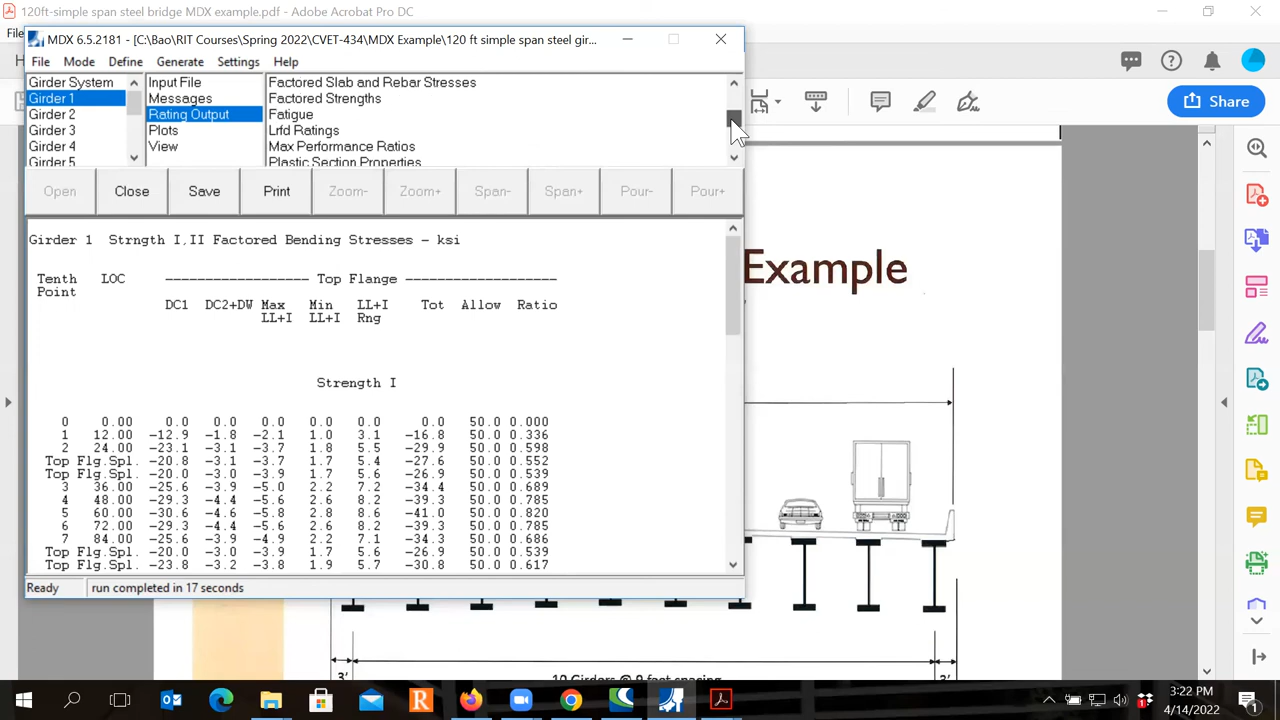 120ft-simple span steel bridge MDX example.pdf - Adobe Acrobat Pro DC
MDX 6.5.2181 - [C:\Bao\RIT Courses\Spring 2022\CVET-434\MDX Example\120 ft simple span steel gir...
File Mode Define Generate Settings Help
Girder System
Girder 1
Girder 2
Girder 3
Girder 4
Girder 5
Input File
Messages
Rating Output
Plots
View
Factored Slab and Rebar Stresses
Factored Strengths
Fatigue
Lrfd Ratings
Max Performance Ratios
Plastic Section Properties
Share
Open Close Save Print Zoom- Zoom+ Span- Span+ Pour- Pour+
Girder 1 Strngth I,II Factored Bending Stresses - ksi
Tenth LOC ------------------ Top Flange -------------------
Point
DC1 DC2+DW Max Min LL+I Tot Allow Ratio
LL+I LL+I Rng
Strength I
0 0.00 0.0 0.0 0.0 0.0 0.0 0.0 50.0 0.000
1 12.00 -12.9 -1.8 -2.1 1.0 3.1 -16.8 50.0 0.336
2 24.00 -23.1 -3.1 -3.7 1.8 5.5 -29.9 50.0 0.598
Top Flg.Spl. -20.8 -3.1 -3.7 1.7 5.4 -27.6 50.0 0.552
Top Flg.Spl. -20.0 -3.0 -3.9 1.7 5.6 -26.9 50.0 0.539
3 36.00 -25.6 -3.9 -5.0 2.2 7.2 -34.4 50.0 0.689
4 48.00 -29.3 -4.4 -5.6 2.6 8.2 -39.3 50.0 0.785
5 60.00 -30.6 -4.6 -5.8 2.8 8.6 -41.0 50.0 0.820
6 72.00 -29.3 -4.4 -5.6 2.6 8.2 -39.3 50.0 0.785
7 84.00 -25.6 -3.9 -4.9 2.2 7.1 -34.3 50.0 0.686
Top Flg.Spl. -20.0 -3.0 -3.9 1.7 5.6 -26.9 50.0 0.539
Top Flg.Spl. -23.8 -3.2 -3.8 1.9 5.7 -30.8 50.0 0.617
Ready run completed in 17 seconds
Example
10 Girders @ 9 feet spacing
3' 3'
3:22 PM
4/14/2022
1